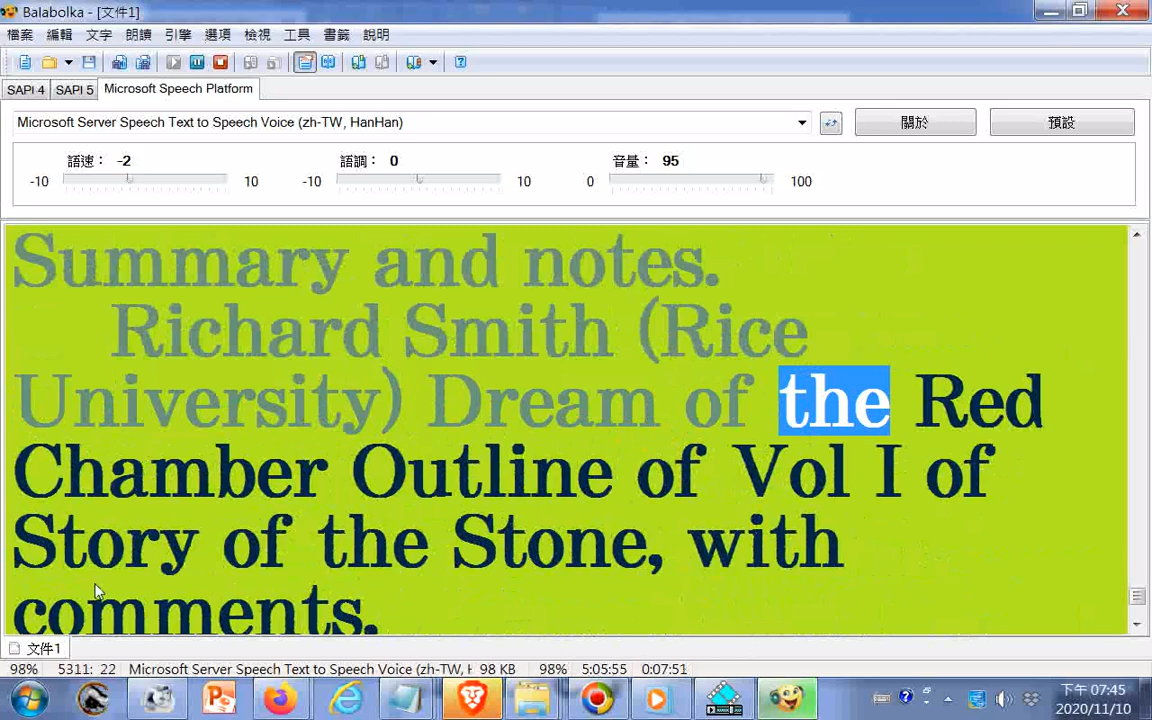 Balabolka - [文件1]
檔案 編輯 文字 朗讀 引擎 選項 檢視 工具 書籤 說明
SAPI 4 SAPI 5 Microsoft Speech Platform
Microsoft Server Speech Text to Speech Voice (zh-TW, HanHan) 關於 預設
語速： -2 語調： 0 音量： 95
-10 10 -10 10 0 100
Summary and notes.
Richard Smith (Rice
University) Dream of the Red
Chamber Outline of Vol I of
Story of the Stone, with
comments.
文件1
98% 5311: 22 Microsoft Server Speech Text to Speech Voice (zh-TW, H 98 KB 98% 5:05:55 0:07:51
下午 07:45
2020/11/10